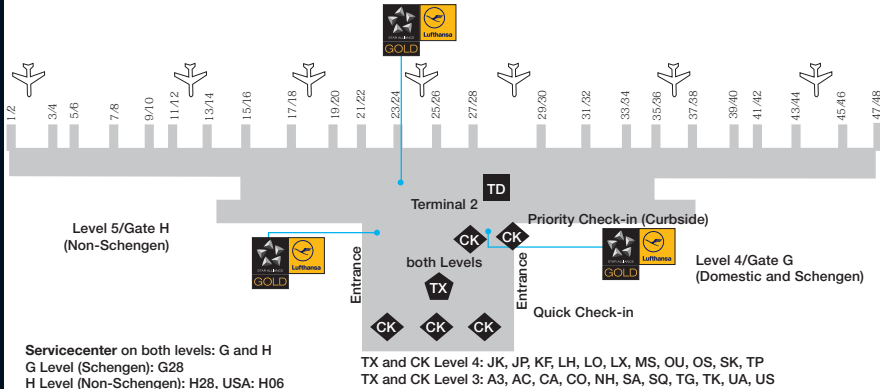 STAR ALLIANCE
Lufthansa
GOLD
1/2
3/4
5/6
7/8
9/10
11/12
13/14
15/16
17/18
19/20
21/22
23/24
25/26
27/28
29/30
31/32
33/34
35/36
37/38
39/40
41/42
43/44
45/46
47/48
TD
Terminal 2
Level 5/Gate H
(Non-Schengen)
Priority Check-in (Curbside)
STAR ALLIANCE
Lufthansa
GOLD
CK
CK
STAR ALLIANCE
Lufthansa
GOLD
Level 4/Gate G
(Domestic and Schengen)
both Levels
Entrance
Entrance
TX
Quick Check-in
CK
CK
CK
Servicecenter on both levels: G and H
G Level (Schengen): G28
H Level (Non-Schengen): H28, USA: H06
TX and CK Level 4: JK, JP, KF, LH, LO, LX, MS, OU, OS, SK, TP
TX and CK Level 3: A3, AC, CA, CO, NH, SA, SQ, TG, TK, UA, US